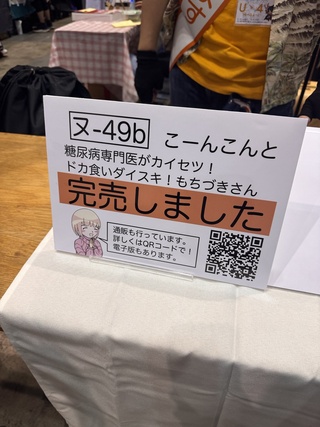 ヌ-49b こーんこんと
糖尿病専門医がカイセツ！
ドカ食いダイスキ！もちづきさん
完売しました
通販も行っています。
詳しくはQRコードで！
電子版もあります。